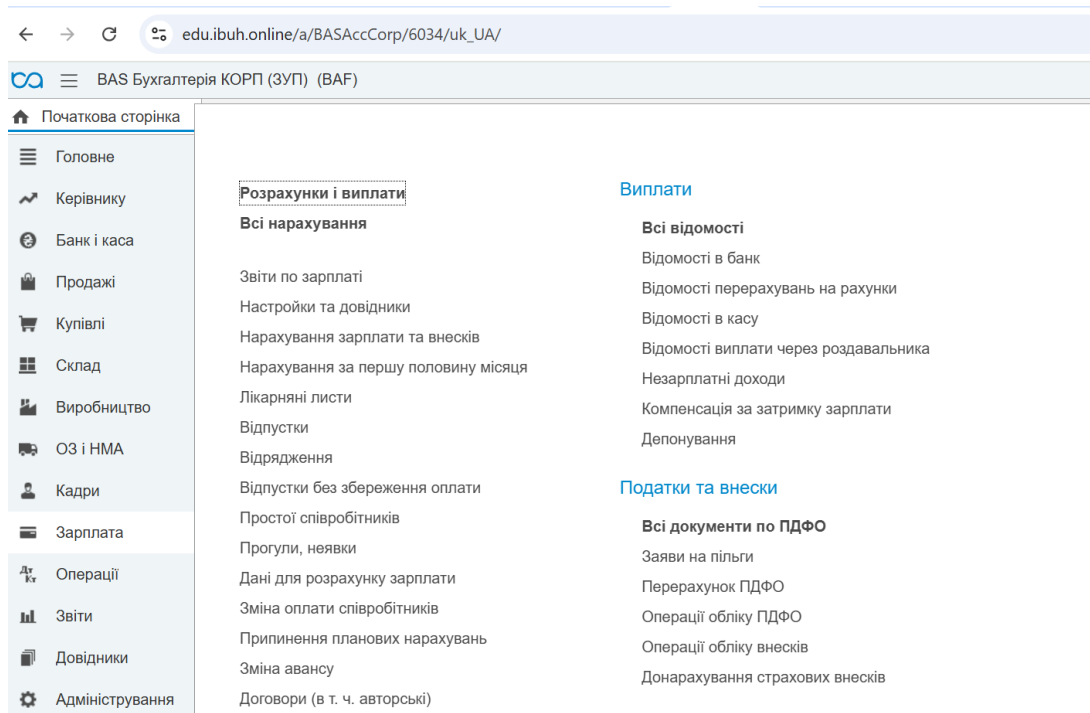 edu.ibuh.online/a/BASAccCorp/6034/uk_UA/
BAS Бухгалтерія КОРП (ЗУП) (BAF)
Початкова сторінка
Головне
Керівнику
Банк і каса
Продажі
Купівлі
Склад
Виробництво
ОЗ і НМА
Кадри
Зарплата
Дт Кт Операції
Звіти
Довідники
Адміністрування
Розрахунки і виплати
Всі нарахування
Звіти по зарплаті
Настройки та довідники
Нарахування зарплати та внесків
Нарахування за першу половину місяця
Лікарняні листи
Відпустки
Відрядження
Відпустки без збереження оплати
Простої співробітників
Прогули, неявки
Дані для розрахунку зарплати
Зміна оплати співробітників
Припинення планових нарахувань
Зміна авансу
Договори (в т. ч. авторські)
Виплати
Всі відомості
Відомості в банк
Відомості перерахувань на рахунки
Відомості в касу
Відомості виплати через роздавальника
Незарплатні доходи
Компенсація за затримку зарплати
Депонування
Податки та внески
Всі документи по ПДФО
Заяви на пільги
Перерахунок ПДФО
Операції обліку ПДФО
Операції обліку внесків
Донарахування страхових внесків